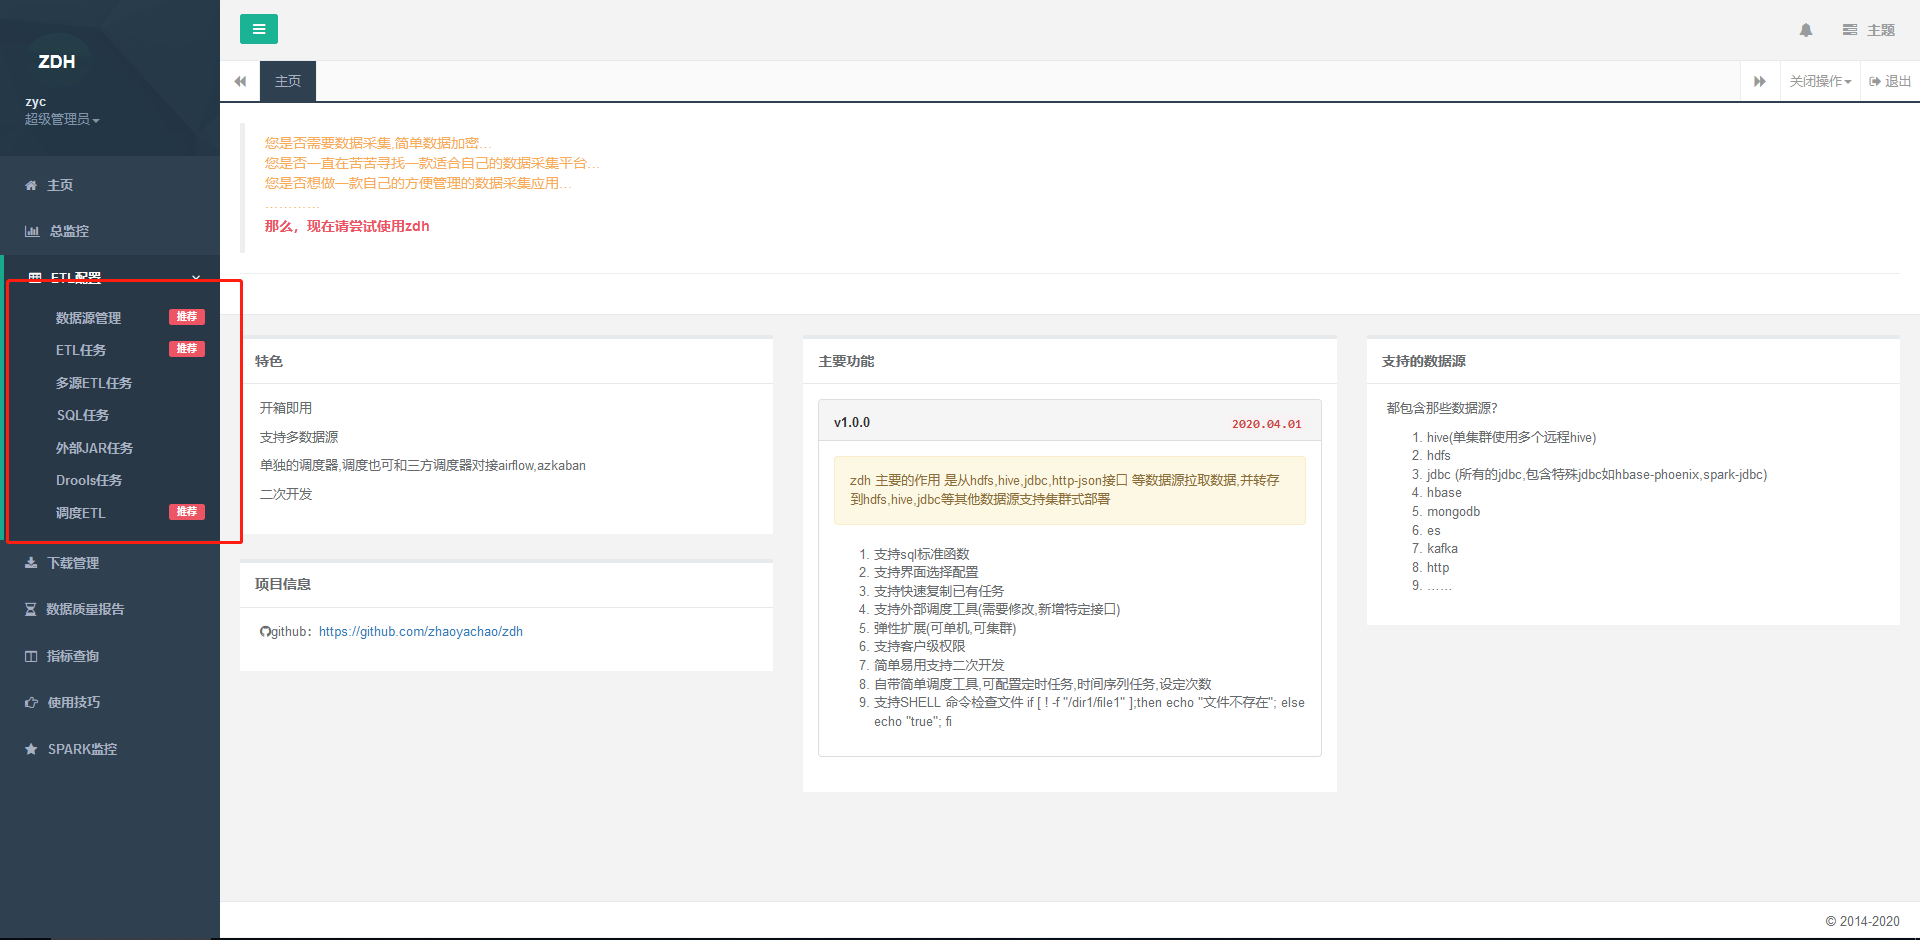 ZDH
zyc
超级管理员
主页
总监控
ETL配置
数据源管理 推荐
ETL任务 推荐
多源ETL任务
SQL任务
外部JAR任务
Drools任务
调度ETL 推荐
下载管理
数据质量报告
指标查询
使用技巧
SPARK监控
主题
主页
关闭操作
退出
您是否需要数据采集,简单数据加密...
您是否一直在苦苦寻找一款适合自己的数据采集平台...
您是否想做一款自己的方便管理的数据采集应用...
............
那么，现在请尝试使用zdh
特色
开箱即用
支持多数据源
单独的调度器,调度也可和三方调度器对接airflow,azkaban
二次开发
项目信息
github：https://github.com/zhaoyachao/zdh
主要功能
v1.0.0 2020.04.01
zdh 主要的作用 是从hdfs,hive,jdbc,http-json接口 等数据源拉取数据,并转存
到hdfs,hive,jdbc等其他数据源支持集群式部署
1. 支持sql标准函数
2. 支持界面选择配置
3. 支持快速复制已有任务
4. 支持外部调度工具(需要修改,新增特定接口)
5. 弹性扩展(可单机,可集群)
6. 支持客户级权限
7. 简单易用支持二次开发
8. 自带简单调度工具,可配置定时任务,时间序列任务,设定次数
9. 支持SHELL 命令检查文件 if [ ! -f "/dir1/file1" ];then echo "文件不存在"; else
echo "true"; fi
支持的数据源
都包含那些数据源?
1. hive(单集群使用多个远程hive)
2. hdfs
3. jdbc (所有的jdbc,包含特殊jdbc如hbase-phoenix,spark-jdbc)
4. hbase
5. mongodb
6. es
7. kafka
8. http
9. ……
© 2014-2020